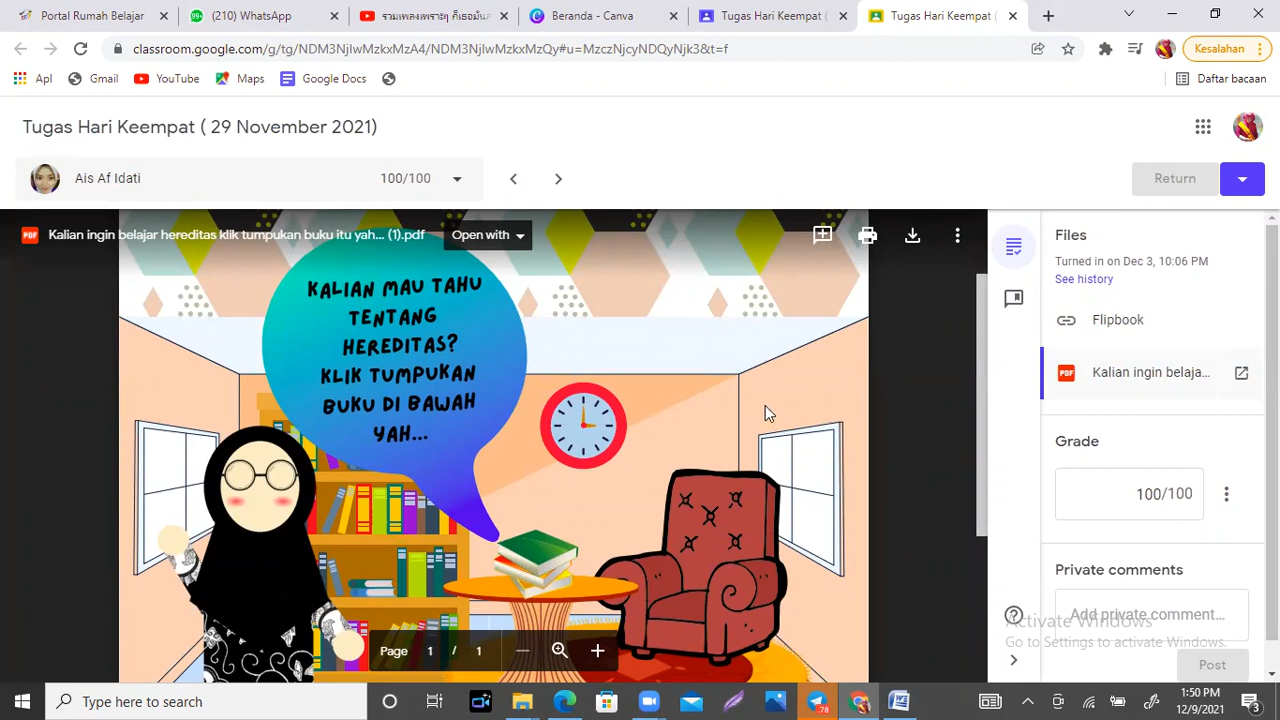 Portal Rumah Belajar
(210) WhatsApp
Beranda - Canva
Tugas Hari Keempat (
Tugas Hari Keempat (
classroom.google.com/g/tg/NDM3NjIwMzkxMzA4/NDM3NjIwMzkxMzQy#u=MzczNjcyNDQyNjk3&t=f
Kesalahan
Apl
Gmail
YouTube
Maps
Google Docs
Daftar bacaan
Tugas Hari Keempat ( 29 November 2021)
Ais Af Idati
100/100
Return
PDF
Kalian ingin belajar hereditas klik tumpukan buku itu yah... (1).pdf
Open with
KALIAN MAU TAHU
TENTANG
HEREDITAS?
KLIK TUMPUKAN
BUKU DI BAWAH
YAH...
Page 1 / 1
Files
Turned in on Dec 3, 10:06 PM
See history
Flipbook
PDF
Kalian ingin belaja...
Grade
100/100
Private comments
Add private comment...
Activate Windows
Go to Settings to activate Windows.
Post
Type here to search
78
1:50 PM
12/9/2021
3